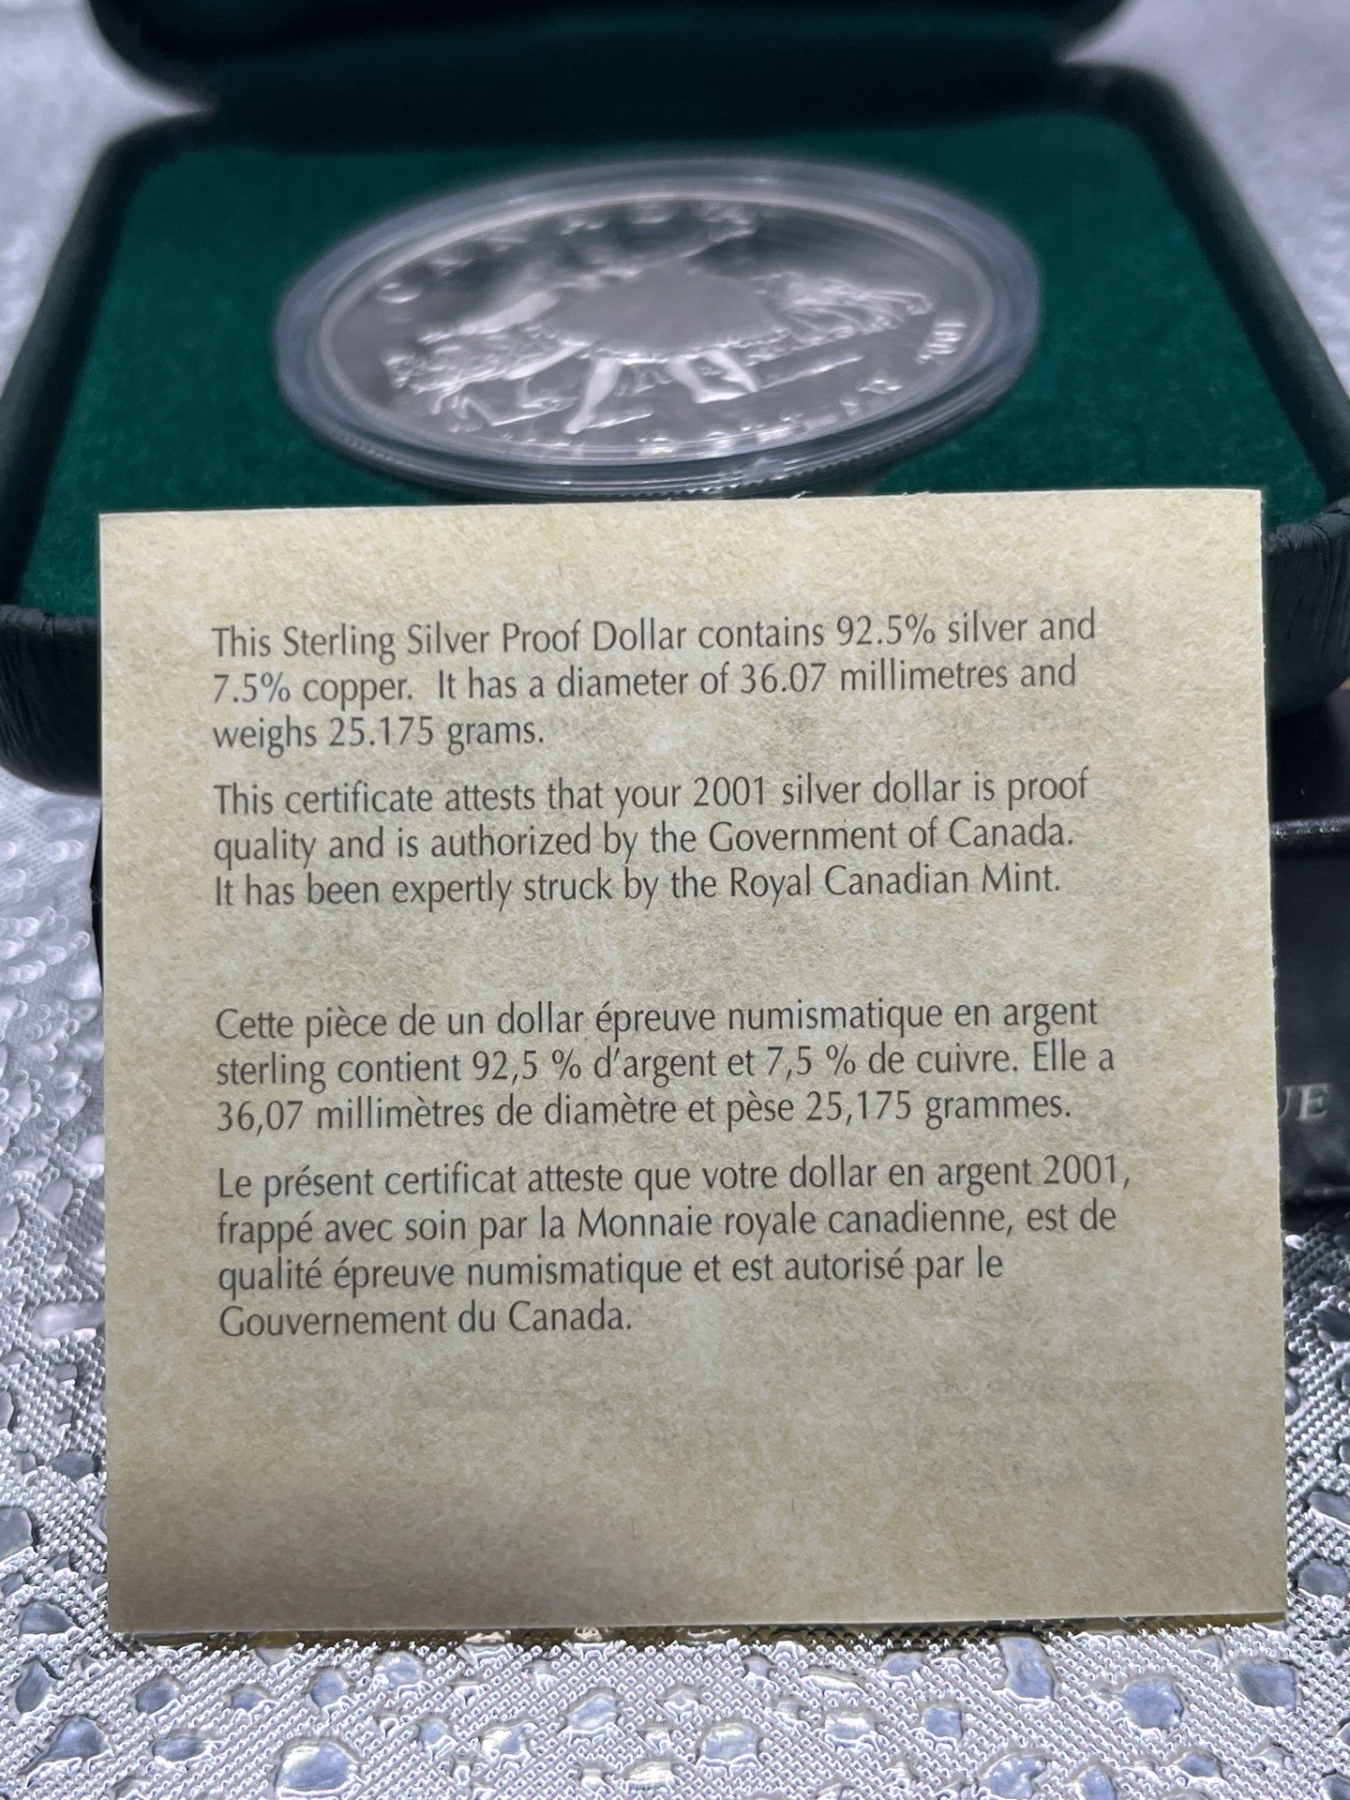 CANADA
2001
This Sterling Silver Proof Dollar contains 92.5% silver and
7.5% copper. It has a diameter of 36.07 millimetres and
weighs 25.175 grams.
This certificate attests that your 2001 silver dollar is proof
quality and is authorized by the Government of Canada.
It has been expertly struck by the Royal Canadian Mint.
Cette pièce de un dollar épreuve numismatique en argent
sterling contient 92,5 % d'argent et 7,5 % de cuivre. Elle a
36,07 millimètres de diamètre et pèse 25,175 grammes.
Le présent certificat atteste que votre dollar en argent 2001,
frappé avec soin par la Monnaie royale canadienne, est de
qualité épreuve numismatique et est autorisé par le
Gouvernement du Canada.